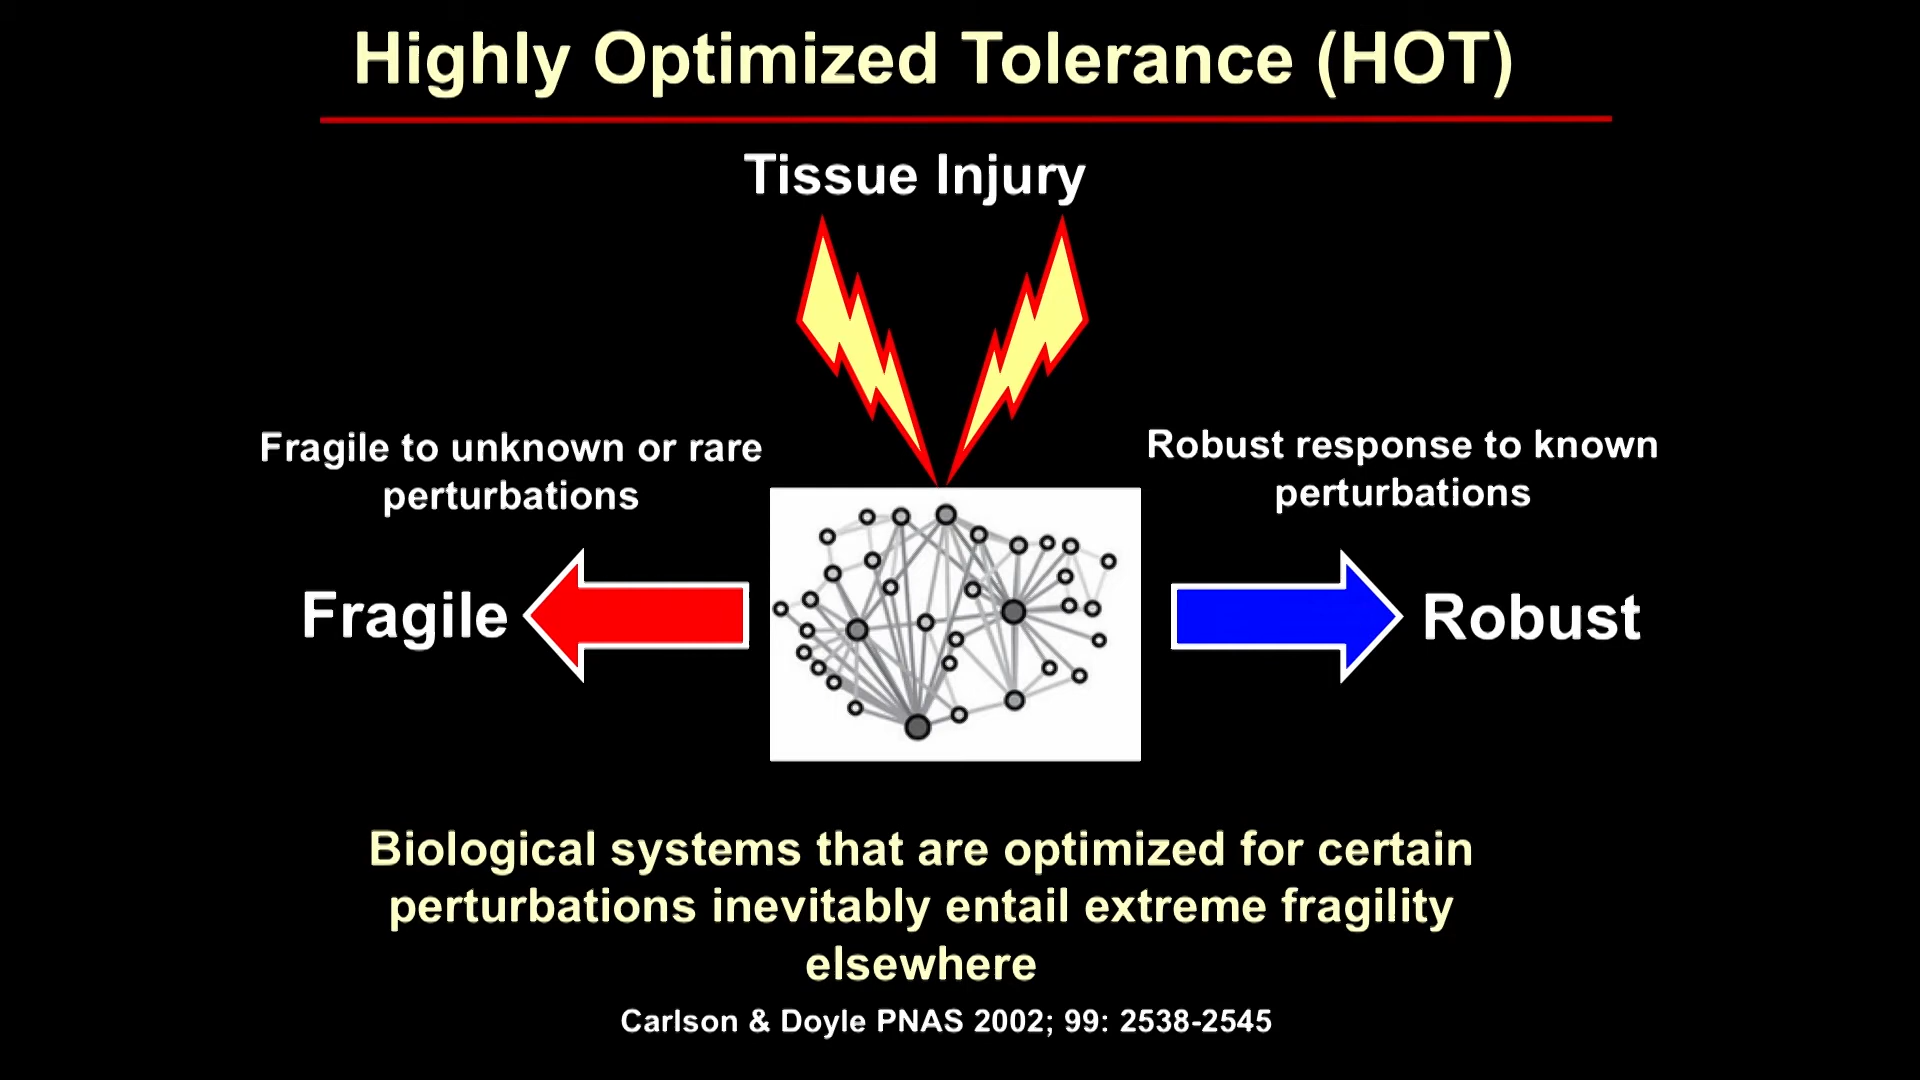 Highly Optimized Tolerance (HOT)
Tissue Injury
Fragile to unknown or rare
perturbations
Robust response to known
perturbations
Fragile
Robust
Biological systems that are optimized for certain
perturbations inevitably entail extreme fragility
elsewhere
Carlson & Doyle PNAS 2002; 99: 2538-2545